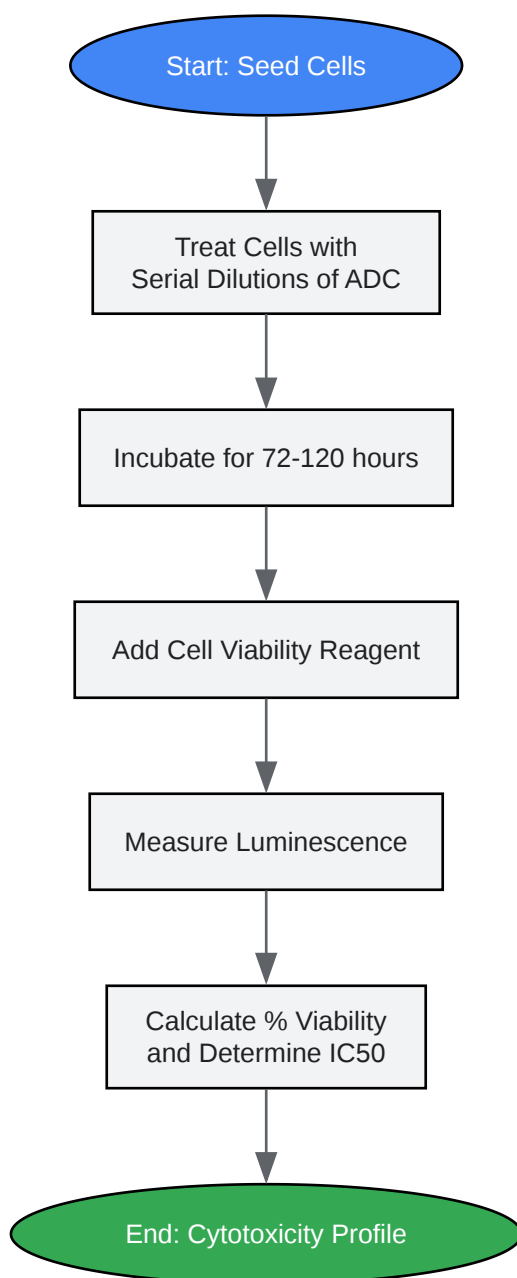 Start: Seed Cells
Treat Cells with
Serial Dilutions of ADC
Incubate for 72-120 hours
Add Cell Viability Reagent
Measure Luminescence
Calculate % Viability
and Determine IC50
End: Cytotoxicity Profile